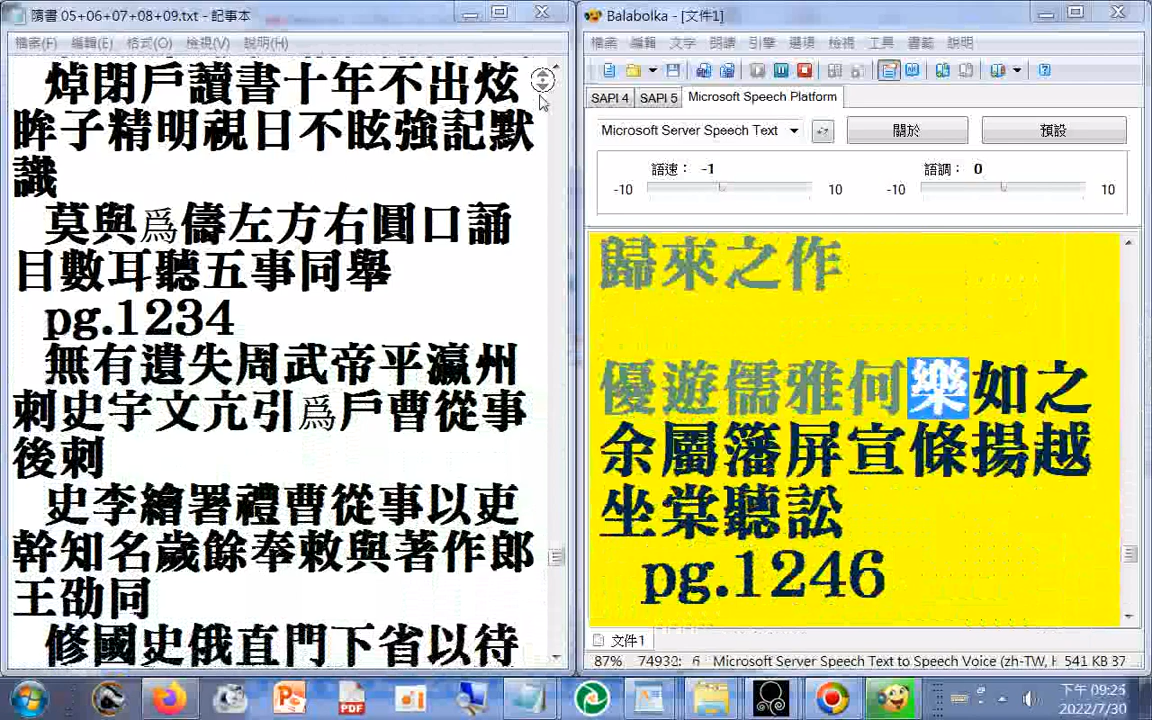 隋書 05+06+07+08+09.txt - 記事本
檔案(F) 編輯(E) 格式(O) 檢視(V) 說明(H)
焯閉戶讀書十年不出炫
眸子精明視日不眩強記默
識
莫與爲儔左方右圓口誦
目數耳聽五事同舉
pg.1234
無有遺失周武帝平瀛州
刺史宇文亢引爲戶曹從事
後刺
史李繪署禮曹從事以吏
幹知名歲餘奉敕與著作郎
王劭同
修國史俄直門下省以待
Balabolka - [文件1]
檔案 編輯 文字 朗讀 引擎 選項 檢視 工具 書籤 說明
SAPI 4 SAPI 5 Microsoft Speech Platform
Microsoft Server Speech Text 關於 預設
語速： -1 語調： 0
-10 10 -10 10
歸來之作
優遊儒雅何樂如之
余屬籓屏宣條揚越
坐棠聽訟
pg.1246
文件1
87% 74932: 6 Microsoft Server Speech Text to Speech Voice (zh-TW, H 541 KB 37
PDF
下午 09:25
2022/7/30